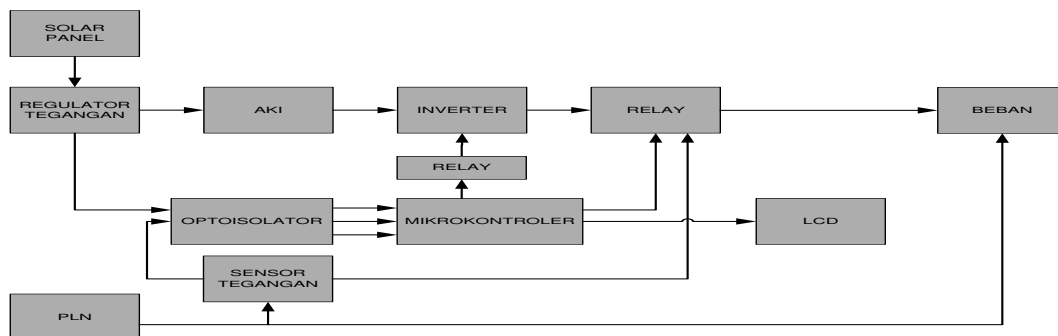 SOLAR
PANEL
REGULATOR
TEGANGAN
AKI
INVERTER
RELAY
BEBAN
RELAY
OPTOISOLATOR
MIKROKONTROLER
LCD
SENSOR
TEGANGAN
PLN